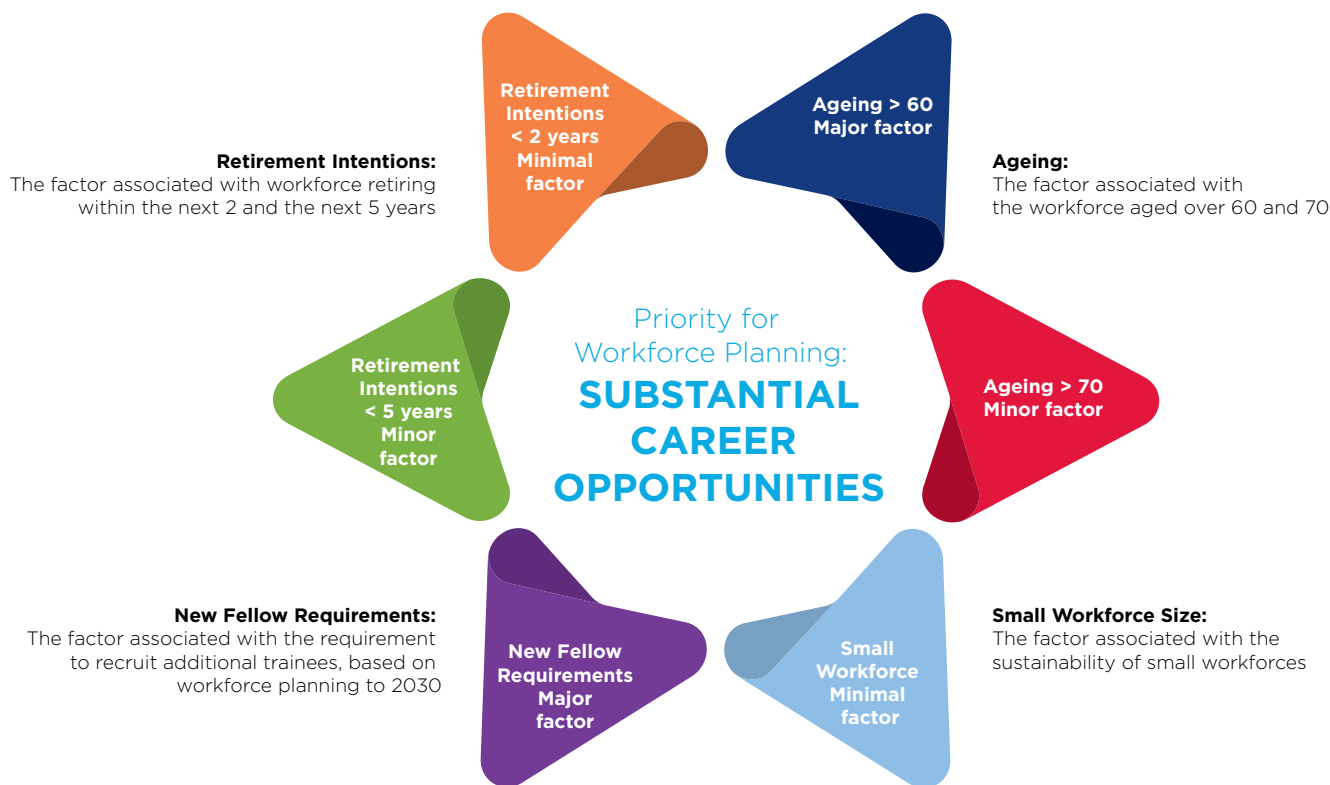 Retirement
Intentions
< 2 years
Minimal
factor
Ageing > 60
Major factor
Retirement Intentions:
The factor associated with workforce retiring
within the next 2 and the next 5 years
Ageing:
The factor associated with
the workforce aged over 60 and 70
Priority for
Workforce Planning:
SUBSTANTIAL
CAREER
OPPORTUNITIES
Retirement
Intentions
< 5 years
Minor
factor
Ageing > 70
Minor factor
New Fellow Requirements:
The factor associated with the requirement
to recruit additional trainees, based on
workforce planning to 2030
New Fellow
Requirements
Major
factor
Small
Workforce
Minimal
factor
Small Workforce Size:
The factor associated with the
sustainability of small workforces